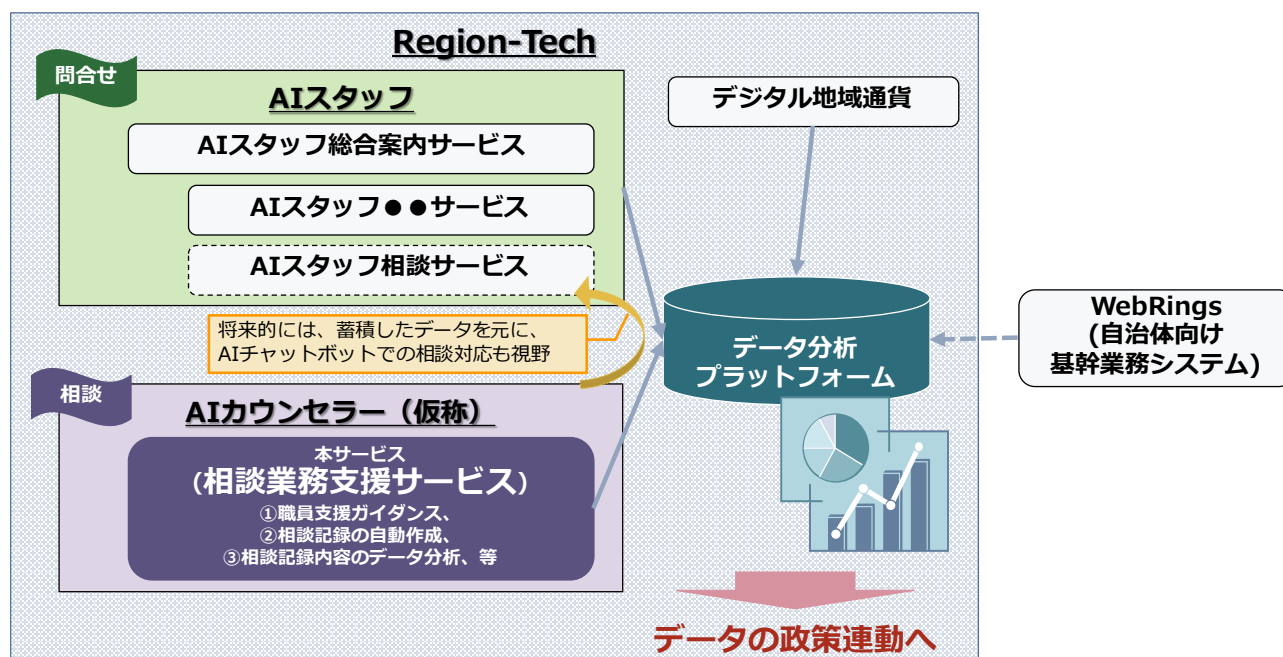 Region-Tech
問合せ
AIスタッフ
AIスタッフ総合案内サービス
AIスタッフ●●サービス
AIスタッフ相談サービス
将来的には、蓄積したデータを元に、
AIチャットボットでの相談対応も視野
相談
AIカウンセラー（仮称）
本サービス
(相談業務支援サービス)
①職員支援ガイダンス、
②相談記録の自動作成、
③相談記録内容のデータ分析、等
デジタル地域通貨
データ分析
プラットフォーム
WebRings
(自治体向け
基幹業務システム)
データの政策連動へ